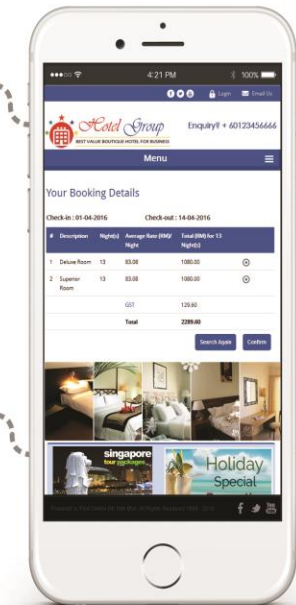 4:21 PM 100%
Login Email Us
Hotel Group
BEST VALUE BOUTIQUE HOTEL FOR BUSINESS
Enquiry? + 60123456666
Menu
Your Booking Details
Check-in : 01-04-2016 Check-out : 14-04-2016
# Description Night(s) Average Rate (RM)/ Night Total (RM) for 13 Night(s)
1 Deluxe Room 13 83.08 1080.00
2 Superior Room 13 83.08 1080.00
GST 129.60
Total 2289.60
Search Again Confirm
singapore
tour packages
Holiday
Special